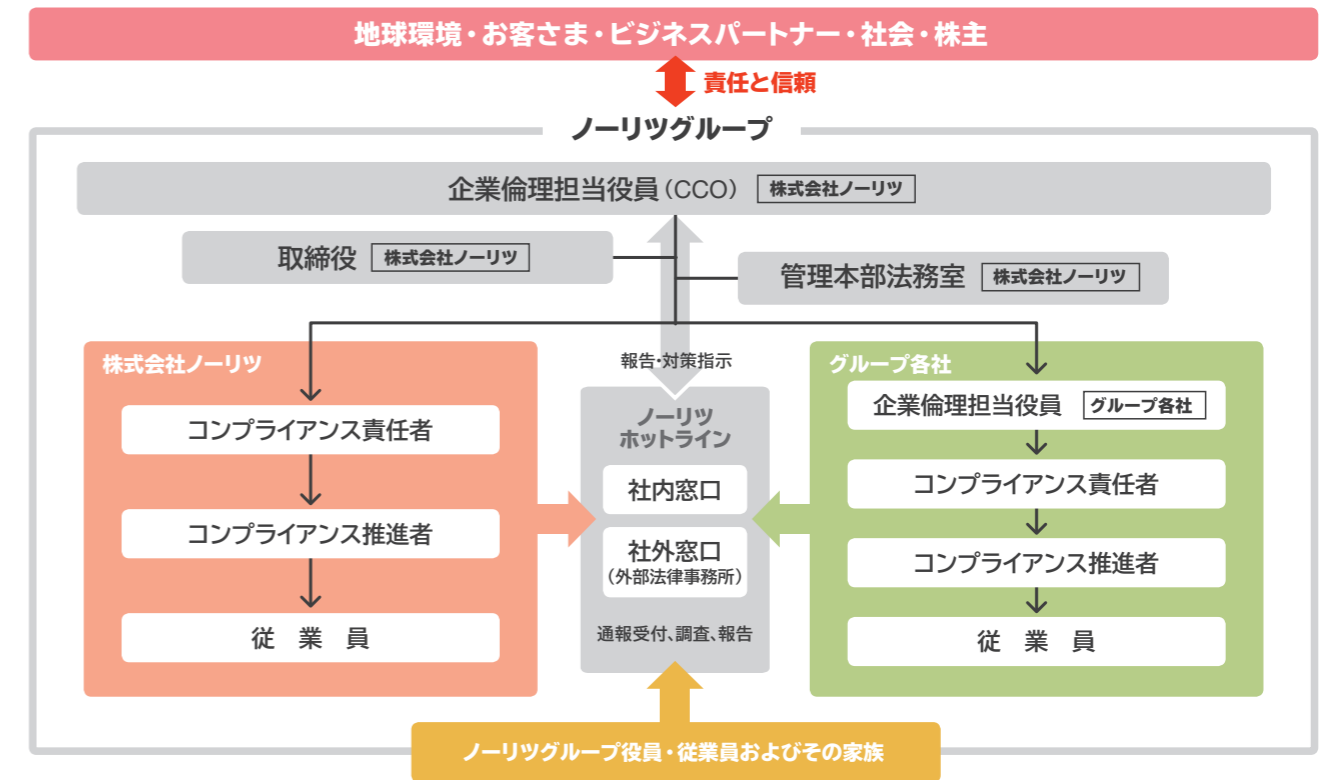 地球環境・お客さま・ビジネスパートナー・社会・株主
責任と信頼
ノーリツグループ
企業倫理担当役員(CCO) 株式会社ノーリツ
取締役 株式会社ノーリツ
管理本部法務室 株式会社ノーリツ
株式会社ノーリツ
コンプライアンス責任者
コンプライアンス推進者
従業員
報告・対策指示
ノーリツ
ホットライン
社内窓口
社外窓口
(外部法律事務所)
通報受付、調査、報告
グループ各社
企業倫理担当役員 グループ各社
コンプライアンス責任者
コンプライアンス推進者
従業員
ノーリツグループ役員・従業員およびその家族